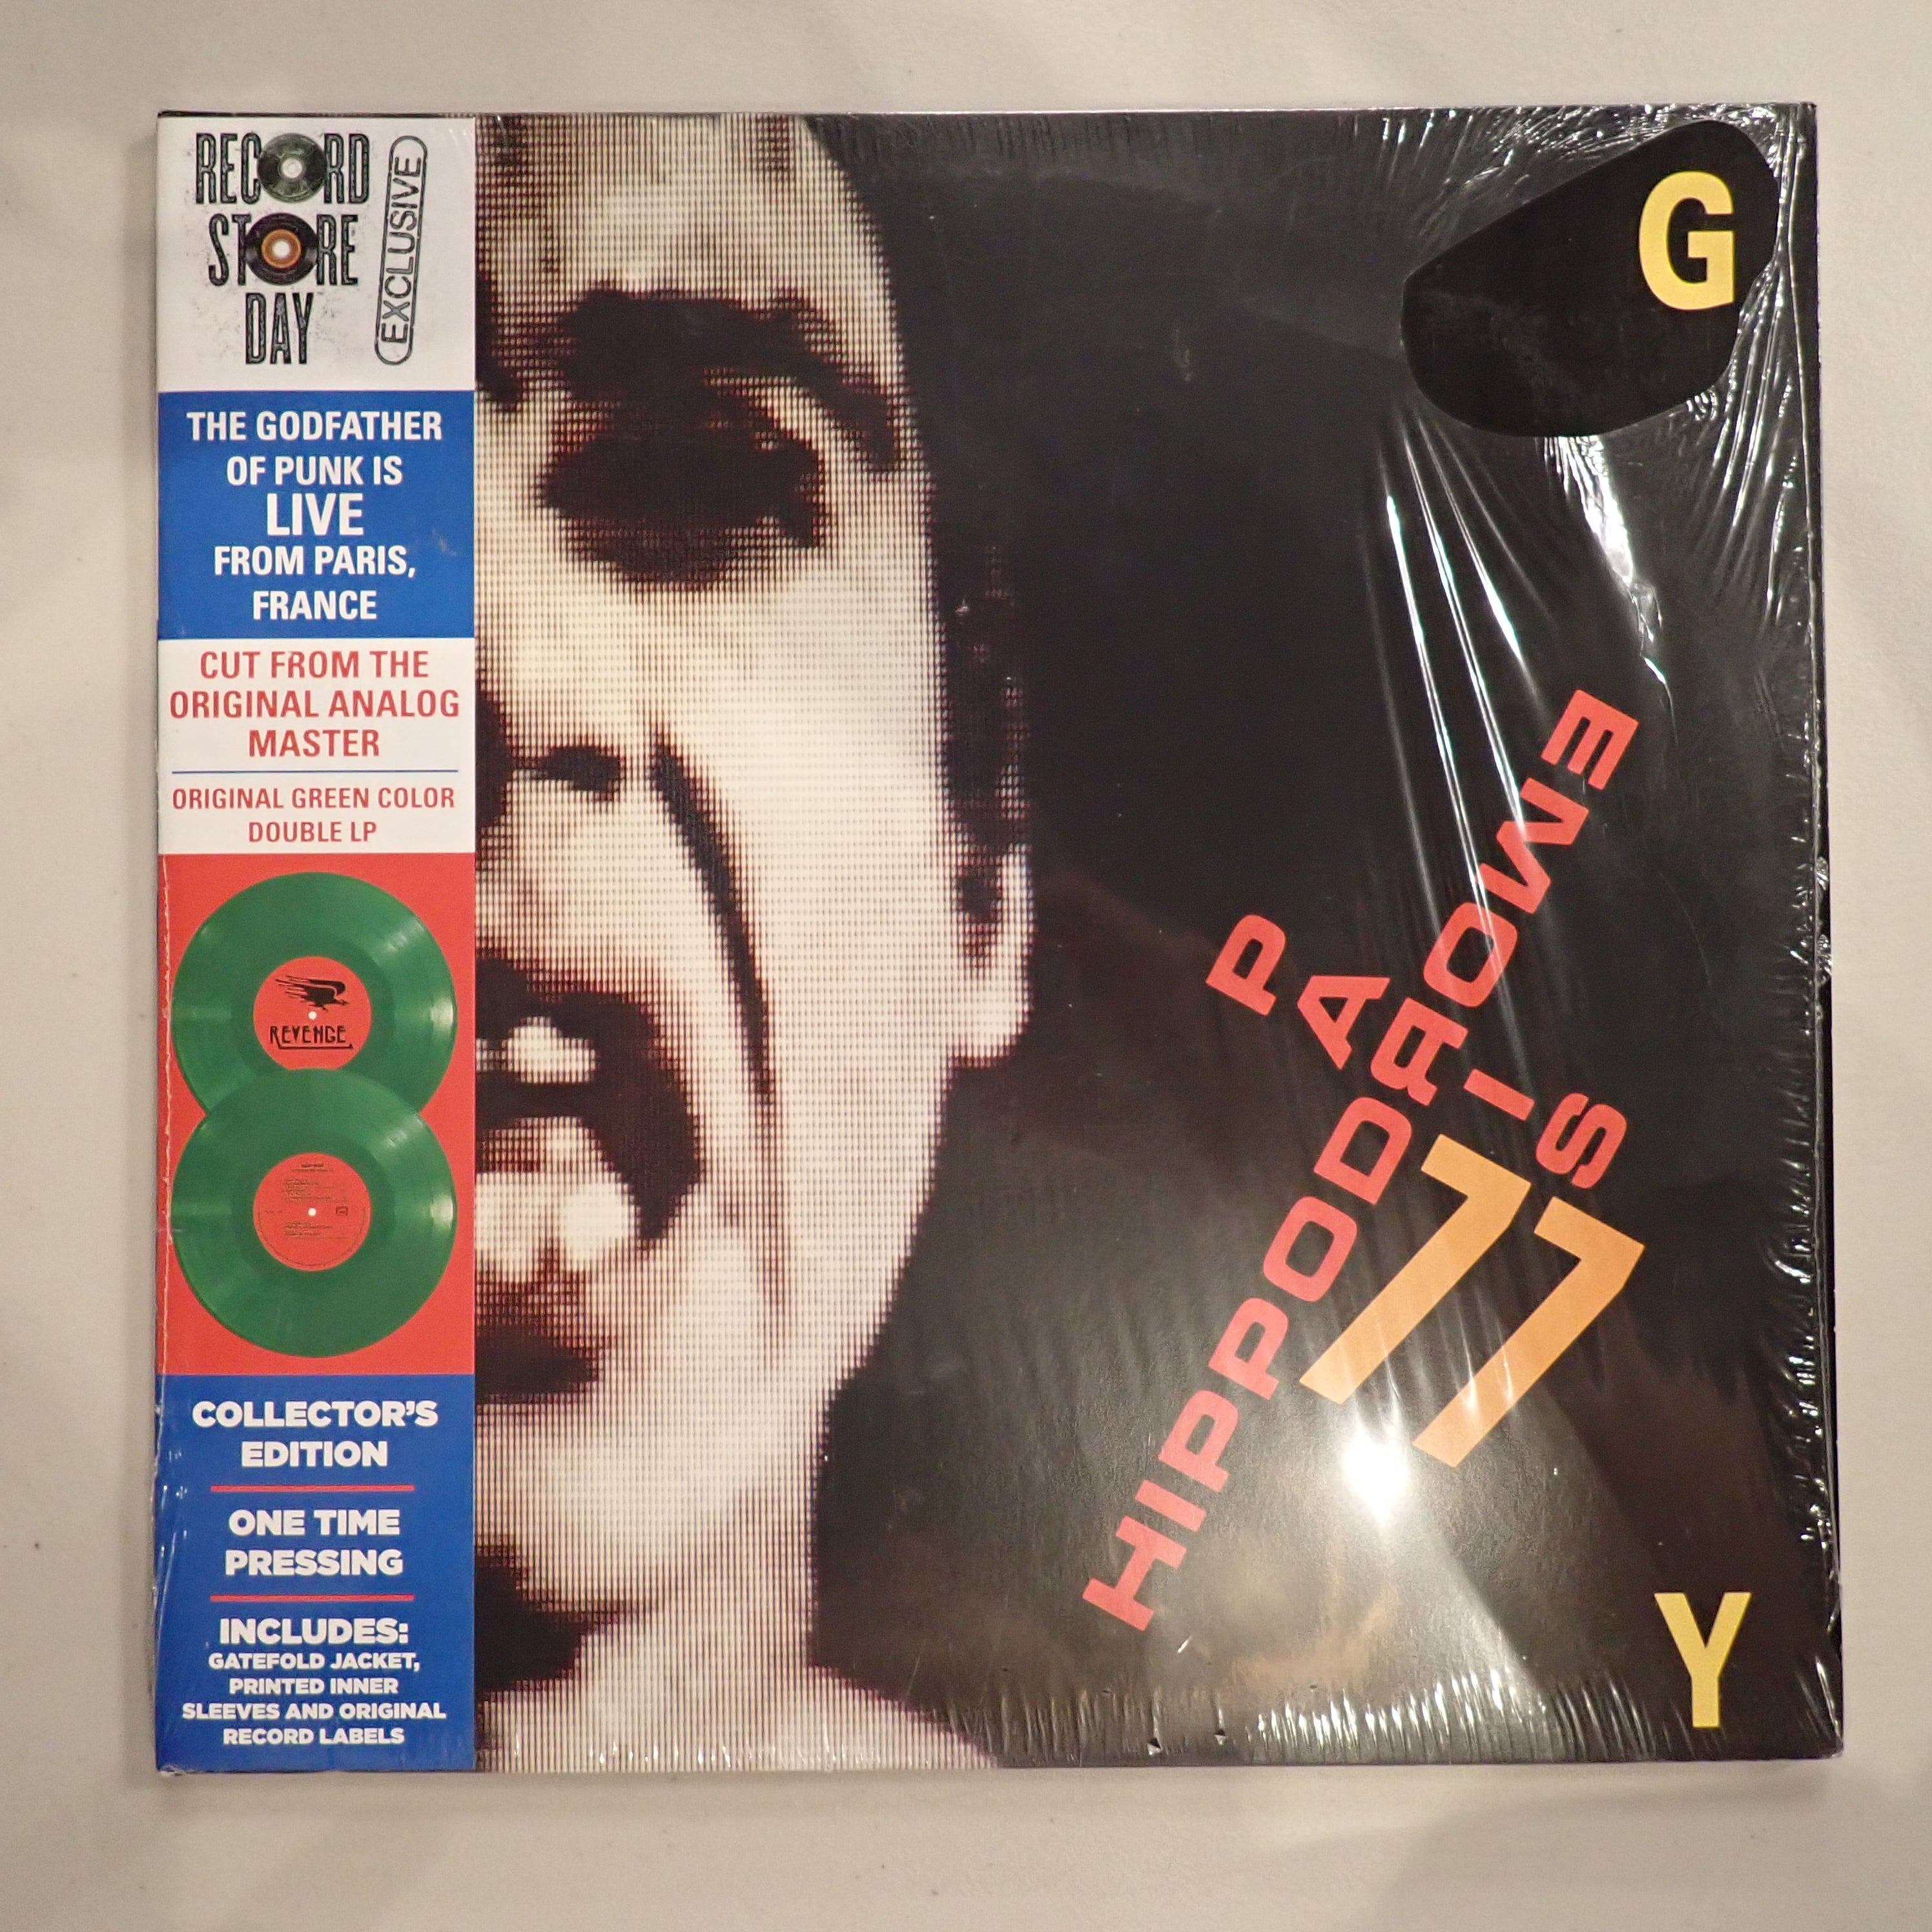 RECORD
STORE
DAY
EXCLUSIVE
THE GODFATHER
OF PUNK IS
LIVE
FROM PARIS,
FRANCE
CUT FROM THE
ORIGINAL ANALOG
MASTER
ORIGINAL GREEN COLOR
DOUBLE LP
REVENGE
COLLECTOR'S
EDITION
ONE TIME
PRESSING
INCLUDES:
GATEFOLD JACKET,
PRINTED INNER
SLEEVES AND ORIGINAL
RECORD LABELS
G
PARIS
HIPPODROME
77
Y